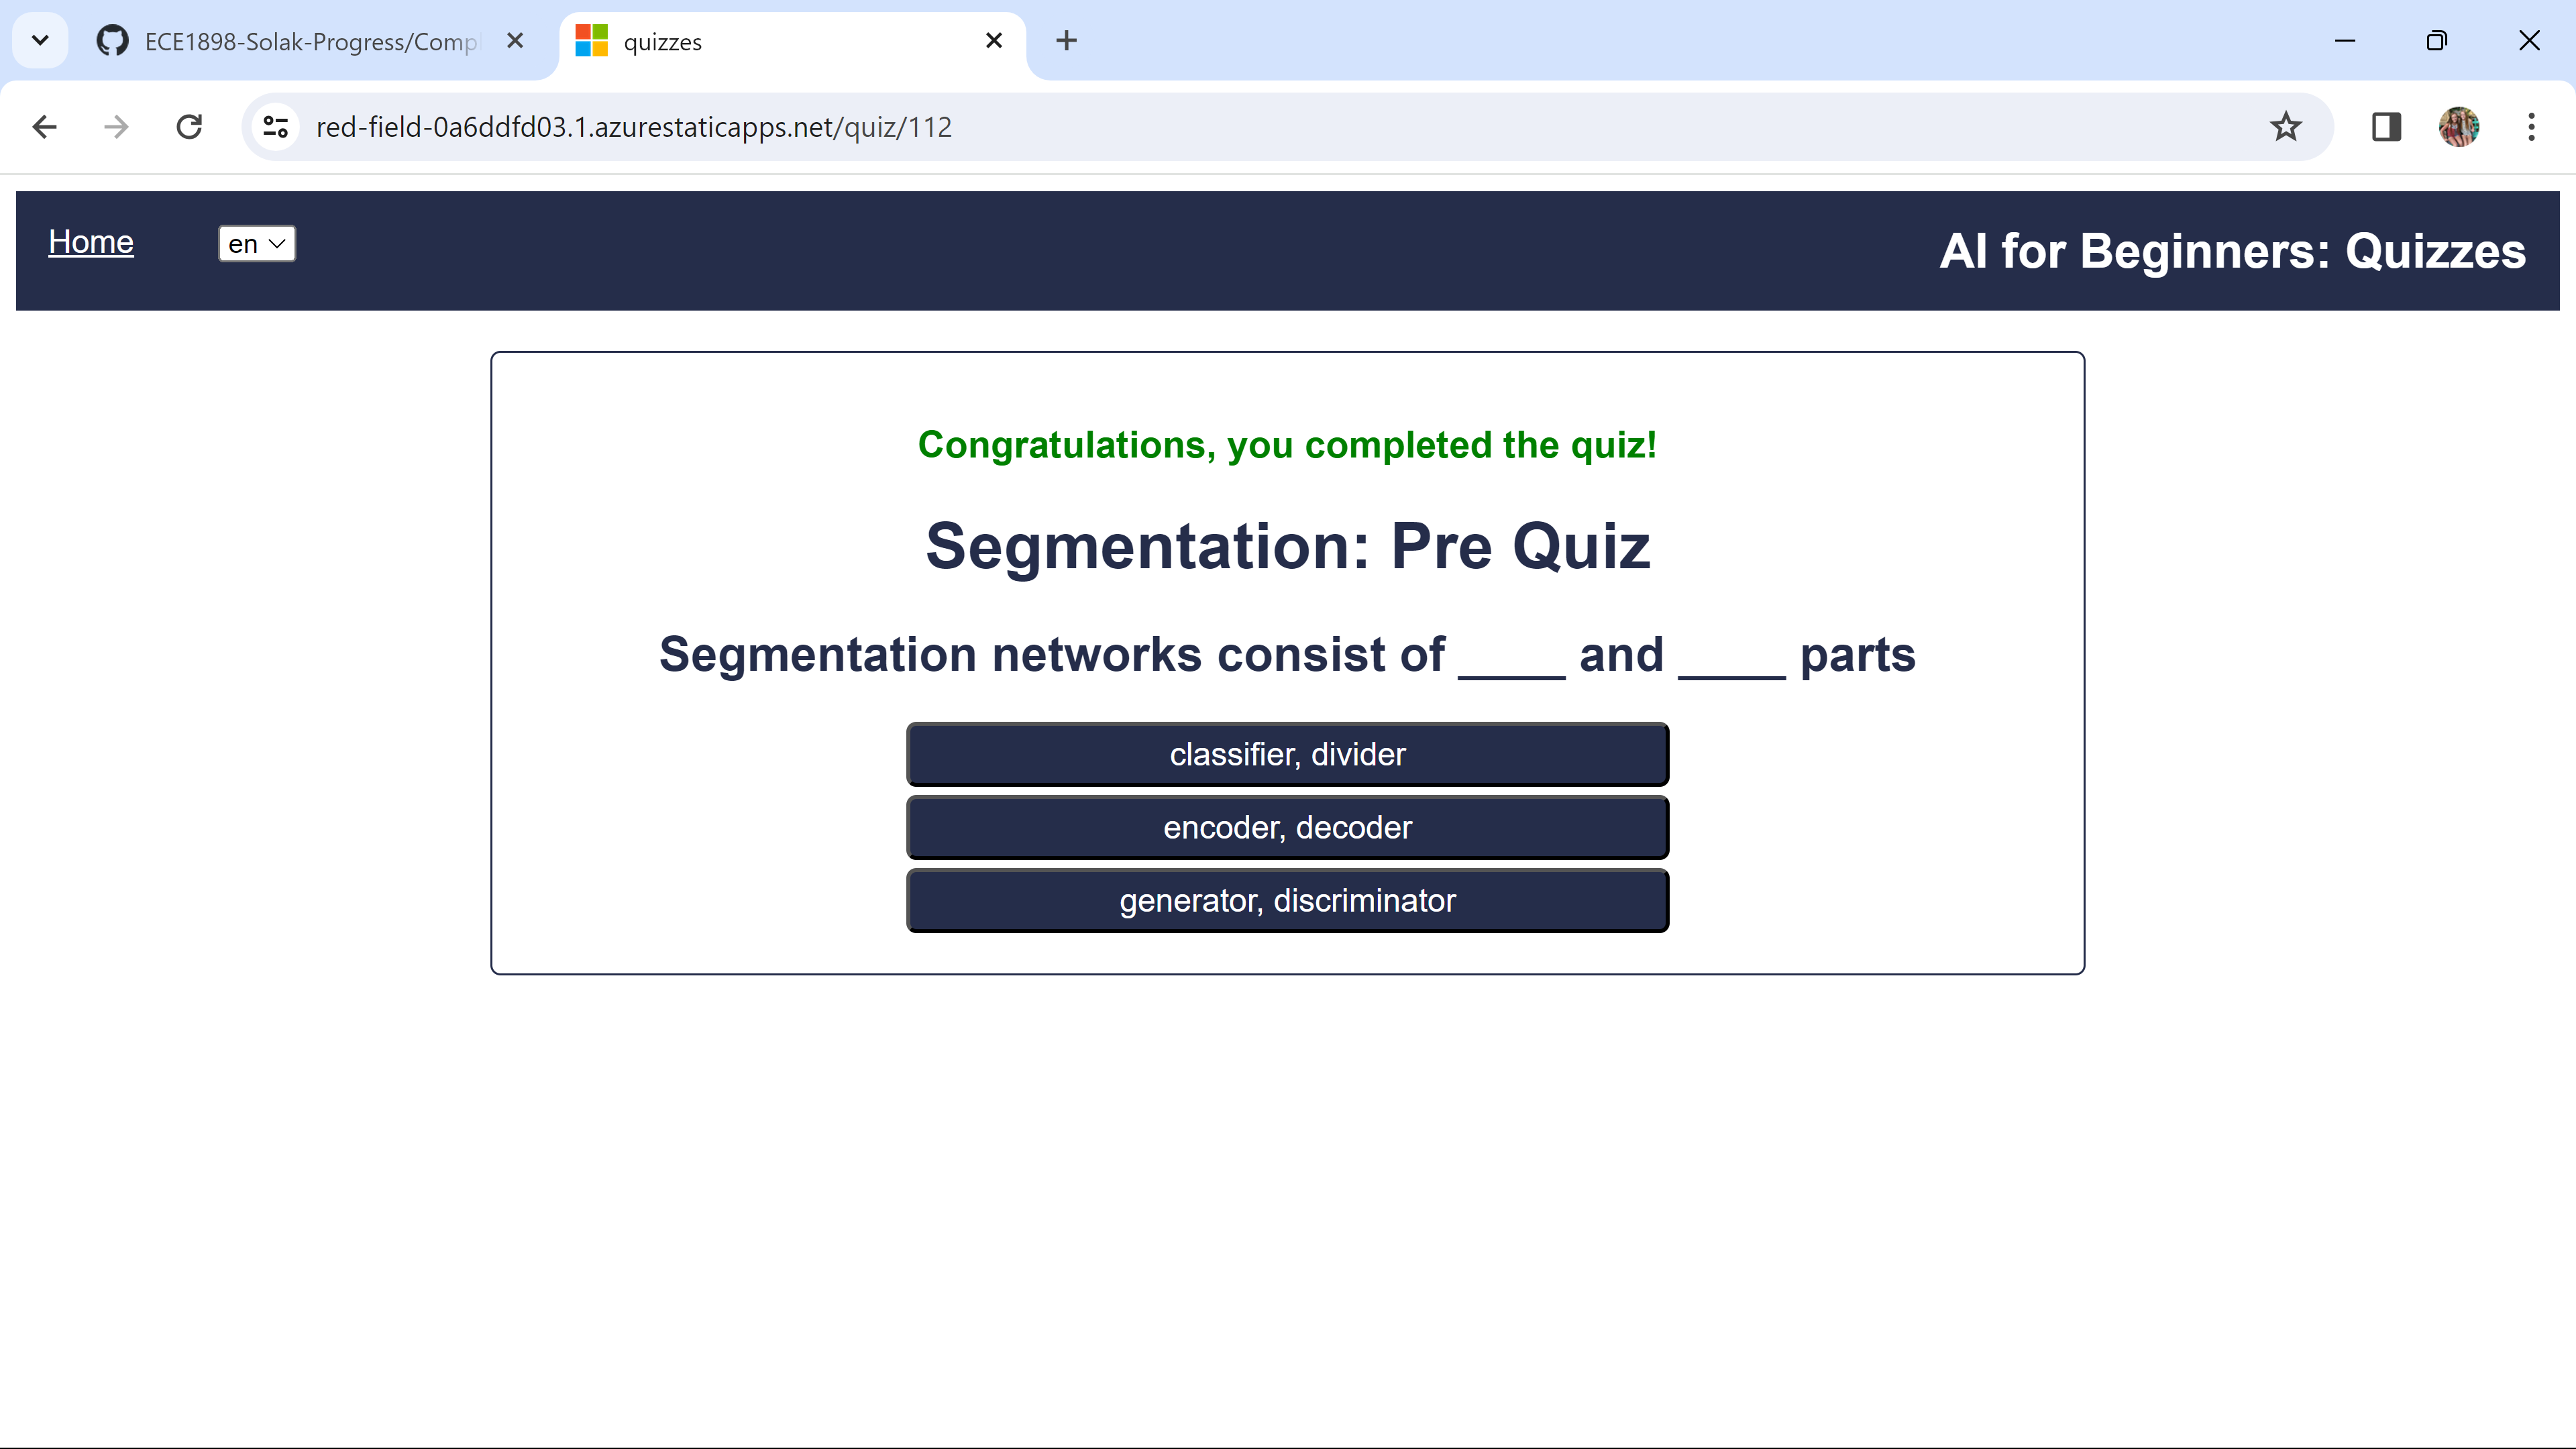 ECE1898-Solak-Progress/Comp
quizzes
red-field-0a6ddfd03.1.azurestaticapps.net/quiz/112
Home
en
AI for Beginners: Quizzes
Congratulations, you completed the quiz!
Segmentation: Pre Quiz
Segmentation networks consist of ____ and ____ parts
classifier, divider
encoder, decoder
generator, discriminator